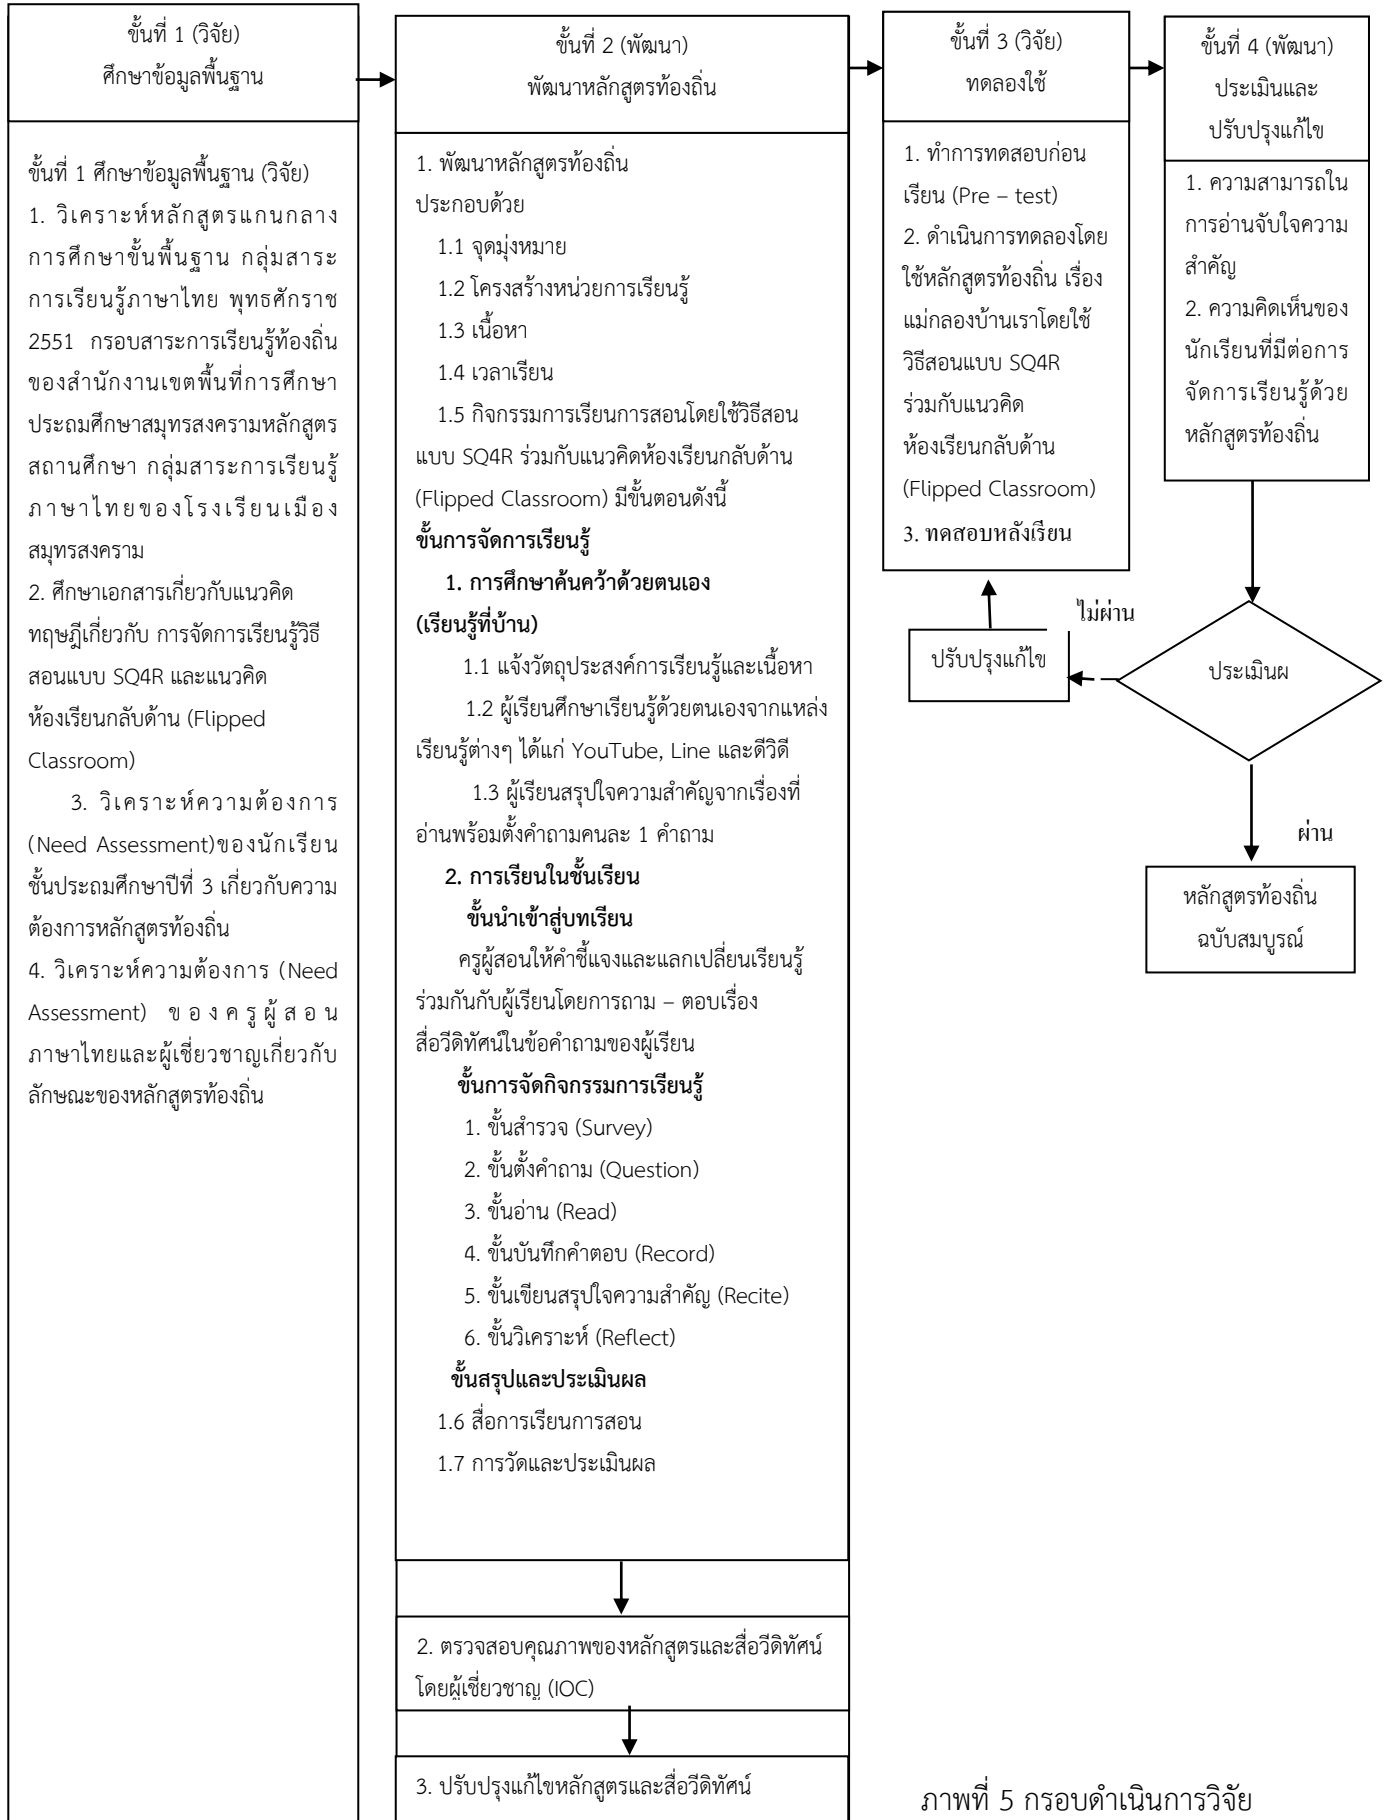 ขั้นที่ 1 (วิจัย)
ศึกษาข้อมูลพื้นฐาน
ขั้นที่ 1 ศึกษาข้อมูลพื้นฐาน (วิจัย)
1. วิเคราะห์หลักสูตรแกนกลาง
การศึกษาขั้นพื้นฐาน กลุ่มสาระ
การเรียนรู้ภาษาไทย พุทธศักราช
2551 กรอบสาระการเรียนรู้ท้องถิ่น
ของสำนักงานเขตพื้นที่การศึกษา
ประถมศึกษาสมุทรสงครามหลักสูตร
สถานศึกษา กลุ่มสาระการเรียนรู้
ภาษาไทยของโรงเรียนเมือง
สมุทรสงคราม
2. ศึกษาเอกสารเกี่ยวกับแนวคิด
ทฤษฎีเกี่ยวกับ การจัดการเรียนรู้วิธี
สอนแบบ SQ4R และแนวคิด
ห้องเรียนกลับด้าน (Flipped
Classroom)
3. วิเคราะห์ความต้องการ
(Need Assessment)ของนักเรียน
ชั้นประถมศึกษาปีที่ 3 เกี่ยวกับความ
ต้องการหลักสูตรท้องถิ่น
4. วิเคราะห์ความต้องการ (Need
Assessment) ของครูผู้สอน
ภาษาไทยและผู้เชี่ยวชาญเกี่ยวกับ
ลักษณะของหลักสูตรท้องถิ่น
ขั้นที่ 2 (พัฒนา)
พัฒนาหลักสูตรท้องถิ่น
1. พัฒนาหลักสูตรท้องถิ่น
ประกอบด้วย
1.1 จุดมุ่งหมาย
1.2 โครงสร้างหน่วยการเรียนรู้
1.3 เนื้อหา
1.4 เวลาเรียน
1.5 กิจกรรมการเรียนการสอนโดยใช้วิธีสอน
แบบ SQ4R ร่วมกับแนวคิดห้องเรียนกลับด้าน
(Flipped Classroom) มีขั้นตอนดังนี้
ขั้นการจัดการเรียนรู้
1. การศึกษาค้นคว้าด้วยตนเอง
(เรียนรู้ที่บ้าน)
1.1 แจ้งวัตถุประสงค์การเรียนรู้และเนื้อหา
1.2 ผู้เรียนศึกษาเรียนรู้ด้วยตนเองจากแหล่ง
เรียนรู้ต่างๆ ได้แก่ YouTube, Line และดีวิดี
1.3 ผู้เรียนสรุปใจความสำคัญจากเรื่องที่
อ่านพร้อมตั้งคำถามคนละ 1 คำถาม
2. การเรียนในชั้นเรียน
ขั้นนำเข้าสู่บทเรียน
ครูผู้สอนให้คำชี้แจงและแลกเปลี่ยนเรียนรู้
ร่วมกันกับผู้เรียนโดยการถาม – ตอบเรื่อง
สื่อวีดิทัศน์ในข้อคำถามของผู้เรียน
ขั้นการจัดกิจกรรมการเรียนรู้
1. ขั้นสำรวจ (Survey)
2. ขั้นตั้งคำถาม (Question)
3. ขั้นอ่าน (Read)
4. ขั้นบันทึกคำตอบ (Record)
5. ขั้นเขียนสรุปใจความสำคัญ (Recite)
6. ขั้นวิเคราะห์ (Reflect)
ขั้นสรุปและประเมินผล
1.6 สื่อการเรียนการสอน
1.7 การวัดและประเมินผล
2. ตรวจสอบคุณภาพของหลักสูตรและสื่อวีดิทัศน์
โดยผู้เชี่ยวชาญ (IOC)
3. ปรับปรุงแก้ไขหลักสูตรและสื่อวีดิทัศน์
ขั้นที่ 3 (วิจัย)
ทดลองใช้
1. ทำการทดสอบก่อน
เรียน (Pre – test)
2. ดำเนินการทดลองโดย
ใช้หลักสูตรท้องถิ่น เรื่อง
แม่กลองบ้านเราโดยใช้
วิธีสอนแบบ SQ4R
ร่วมกับแนวคิด
ห้องเรียนกลับด้าน
(Flipped Classroom)
3. ทดสอบหลังเรียน
ปรับปรุงแก้ไข
ไม่ผ่าน
ขั้นที่ 4 (พัฒนา)
ประเมินและ
ปรับปรุงแก้ไข
1. ความสามารถใน
การอ่านจับใจความ
สำคัญ
2. ความคิดเห็นของ
นักเรียนที่มีต่อการ
จัดการเรียนรู้ด้วย
หลักสูตรท้องถิ่น
ประเมินผ
ผ่าน
หลักสูตรท้องถิ่น
ฉบับสมบูรณ์
ภาพที่ 5 กรอบดำเนินการวิจัย